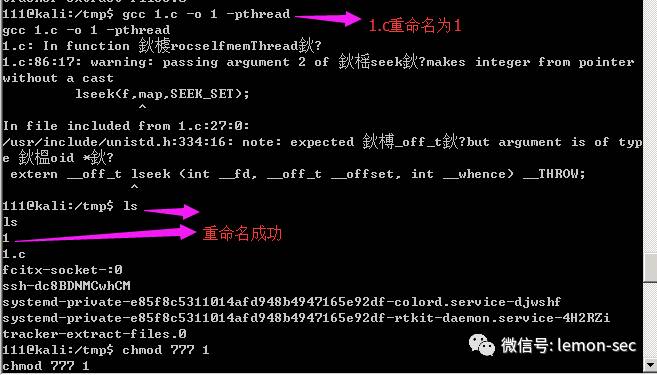 111@kali:/tmp$ gcc 1.c -o 1 -pthread
gcc 1.c -o 1 -pthread
1.c重命名为1
1.c: In function 鈥榩rocselfmemThread鈥?
1.c:86:17: warning: passing argument 2 of 鈥榣seek鈥?makes integer from pointer
without a cast
lseek(f,map,SEEK_SET);
^
In file included from 1.c:27:0:
/usr/include/unistd.h:334:16: note: expected 鈥榑_off_t鈥?but argument is of typ
e 鈥榲oid *鈥?
extern __off_t lseek (int __fd, __off_t __offset, int __whence) __THROW;
^
111@kali:/tmp$ ls
ls
1
重命名成功
1.c
fcitx-socket-:0
ssh-dc8BDNMCwhCM
systemd-private-e85f8c5311014afd948b4947165e92df-colord.service-djwshf
systemd-private-e85f8c5311014afd948b4947165e92df-rtkit-daemon.service-4H2RZi
tracker-extract-files.0
111@kali:/tmp$ chmod 777 1
chmod 777 1
微信号: lemon-sec